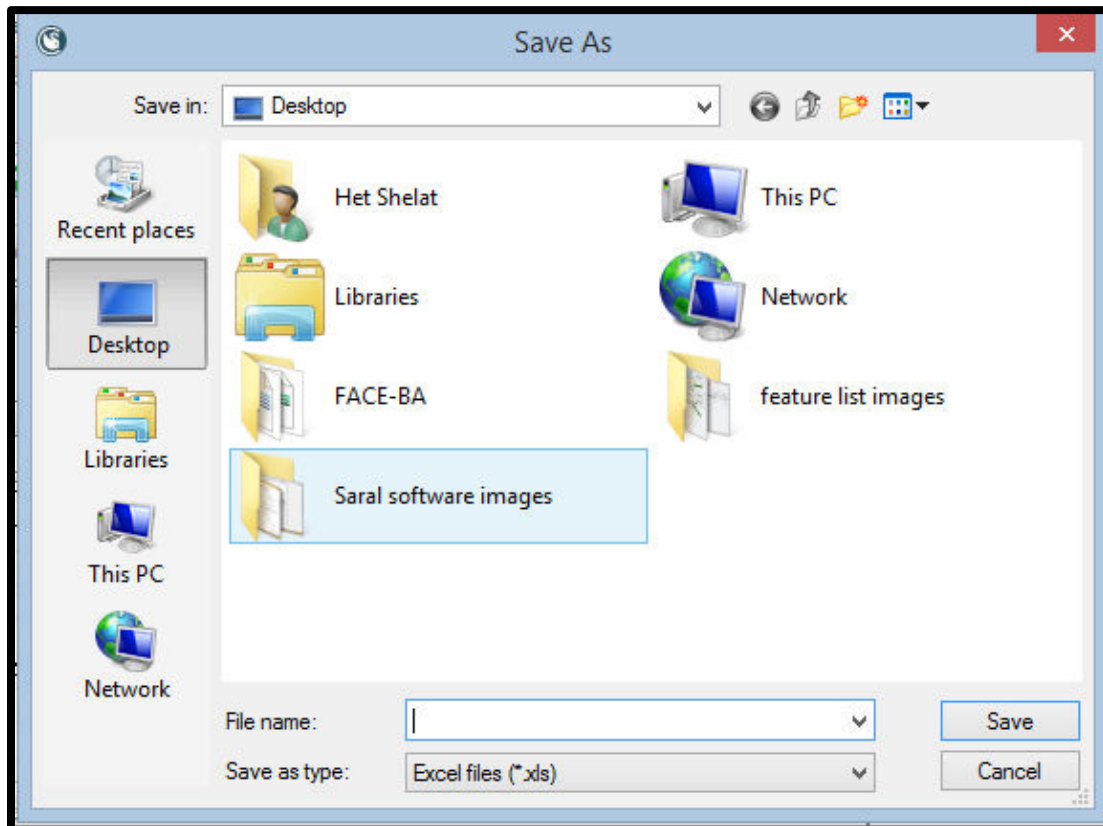 Save As
Save in:
Desktop
Recent places
Desktop
Libraries
This PC
Network
Het Shelat
This PC
Libraries
Network
FACE-BA
feature list images
Saral software images
File name:
Save
Save as type:
Excel files (*.xls)
Cancel